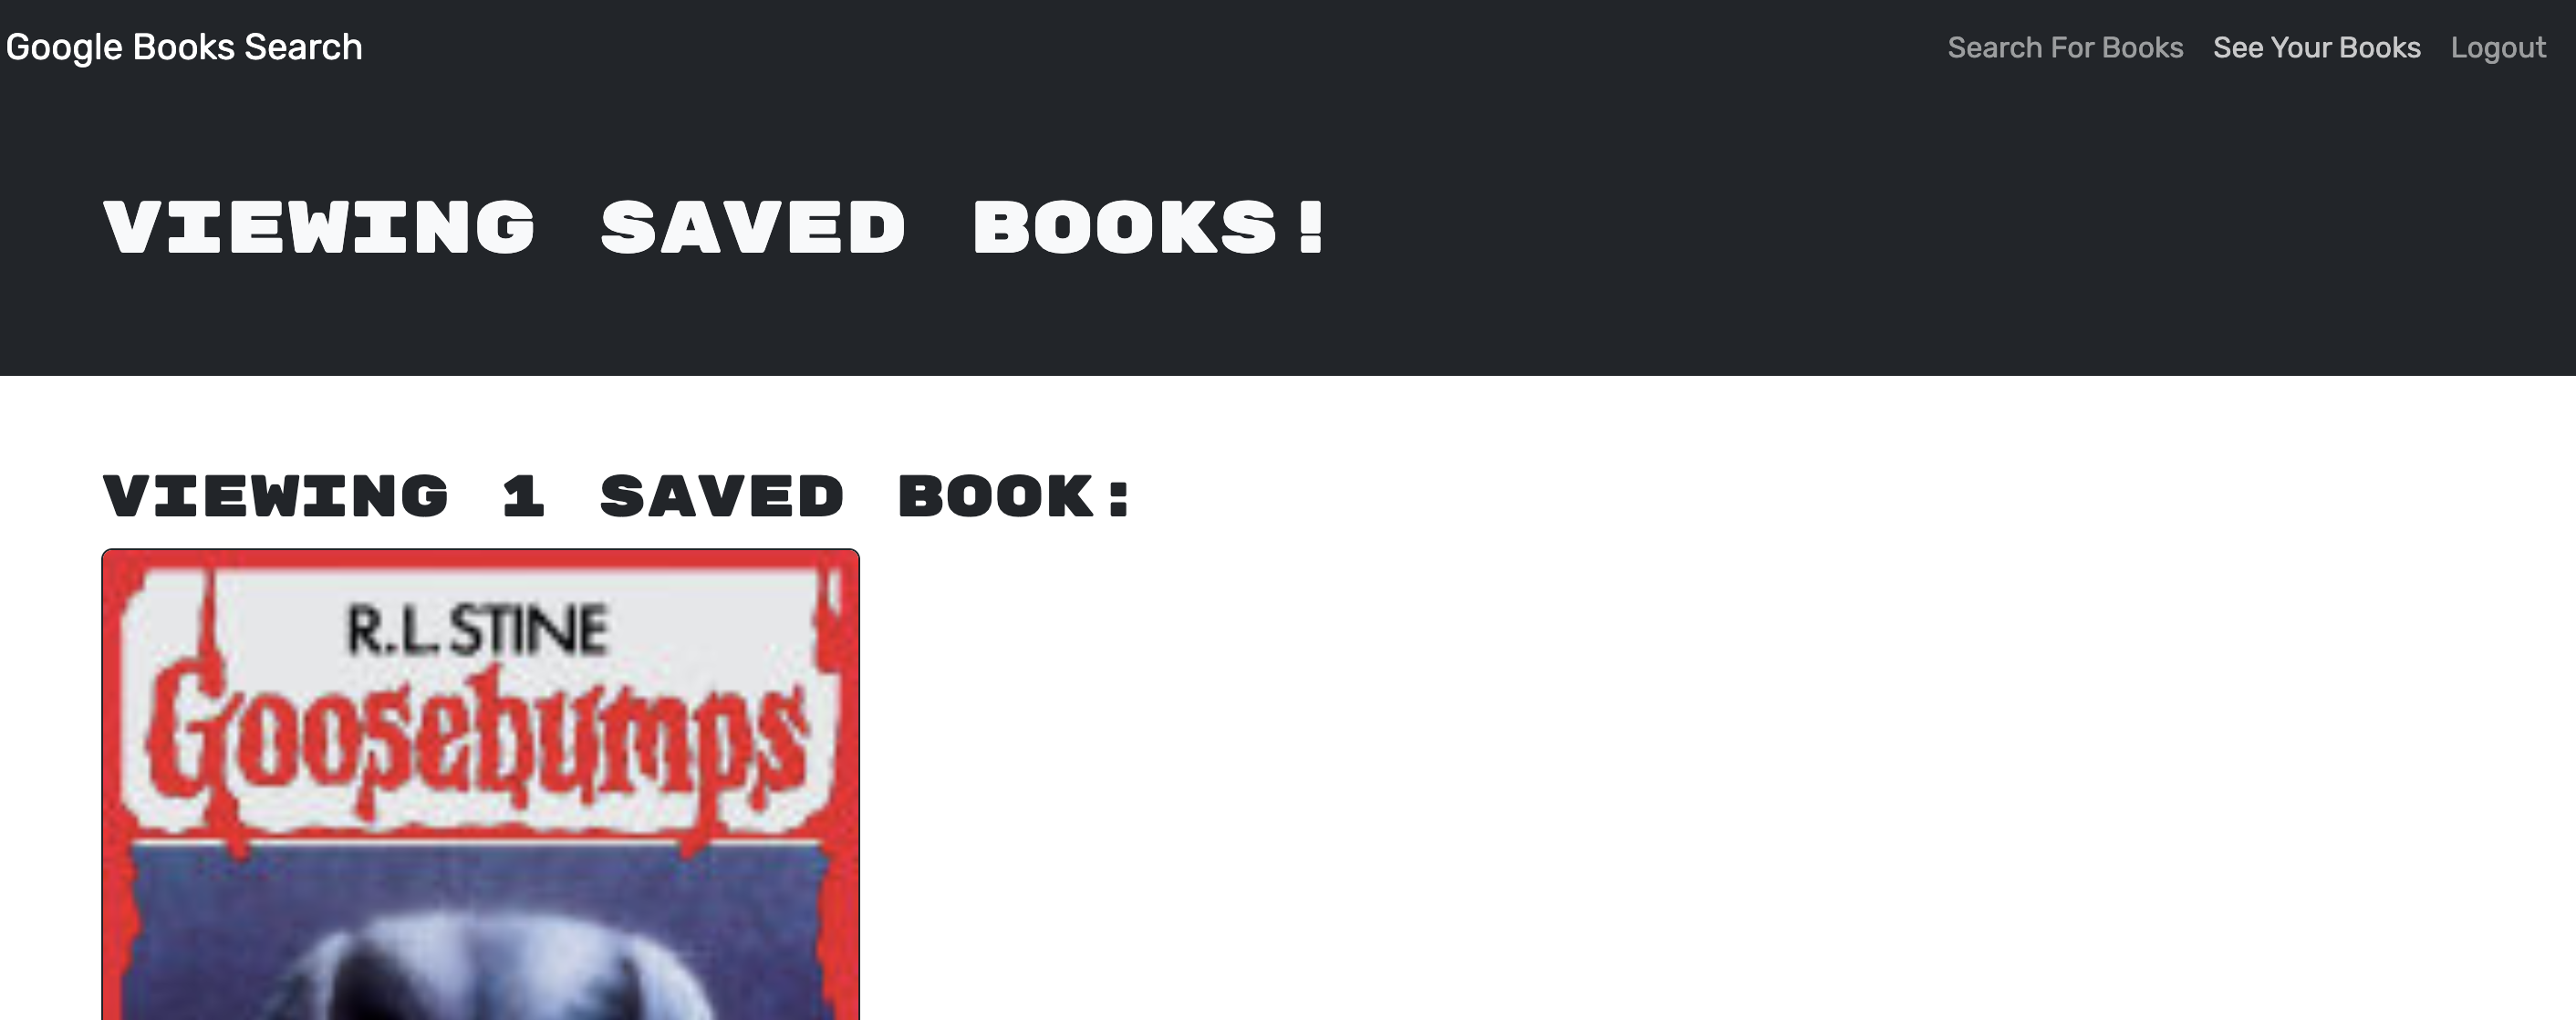 Google Books Search
Search For Books
See Your Books
Logout
VIEWING SAVED BOOKS!
VIEWING 1 SAVED BOOK:
R.L. STINE
Goosebumps